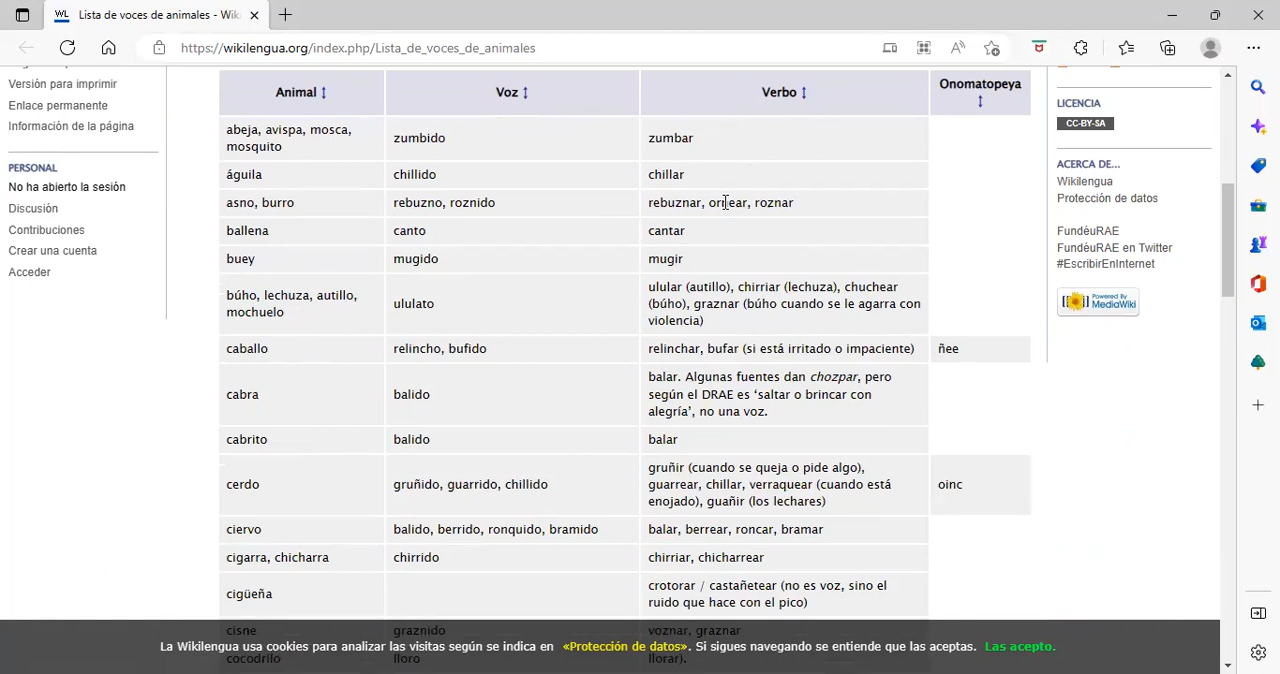 Lista de voces de animales - Wik
https://wikilengua.org/index.php/Lista_de_voces_de_animales
Versión para imprimir
Enlace permanente
Información de la página
PERSONAL
No ha abierto la sesión
Discusión
Contribuciones
Crear una cuenta
Acceder
Animal Voz Verbo Onomatopeya
abeja, avispa, mosca,
mosquito
zumbido zumbar
águila chillido chillar
asno, burro rebuzno, roznido rebuznar, ornear, roznar
ballena canto cantar
buey mugido mugir
búho, lechuza, autillo,
mochuelo
ululato
ulular (autillo), chirriar (lechuza), chuchear
(búho), graznar (búho cuando se le agarra con
violencia)
caballo relincho, bufido relinchar, bufar (si está irritado o impaciente) ñee
cabra balido
balar. Algunas fuentes dan chozpar, pero
según el DRAE es ‘saltar o brincar con
alegría’, no una voz.
cabrito balido balar
cerdo gruñido, guarrido, chillido
gruñir (cuando se queja o pide algo),
guarrear, chillar, verraquear (cuando está
enojado), guañir (los lechares)
oinc
ciervo balido, berrido, ronquido, bramido balar, berrear, roncar, bramar
cigarra, chicharra chirrido chirriar, chicharrear
cigüeña
crotorar / castañetear (no es voz, sino el
ruido que hace con el pico)
cisne graznido voznar, graznar
cocodrilo lloro llorar).
LICENCIA
CC-BY-SA
ACERCA DE...
Wikilengua
Protección de datos
FundéuRAE
FundéuRAE en Twitter
#EscribirEnInternet
Powered By
MediaWiki
La Wikilengua usa cookies para analizar las visitas según se indica en «Protección de datos». Si sigues navegando se entiende que las aceptas. Las acepto.